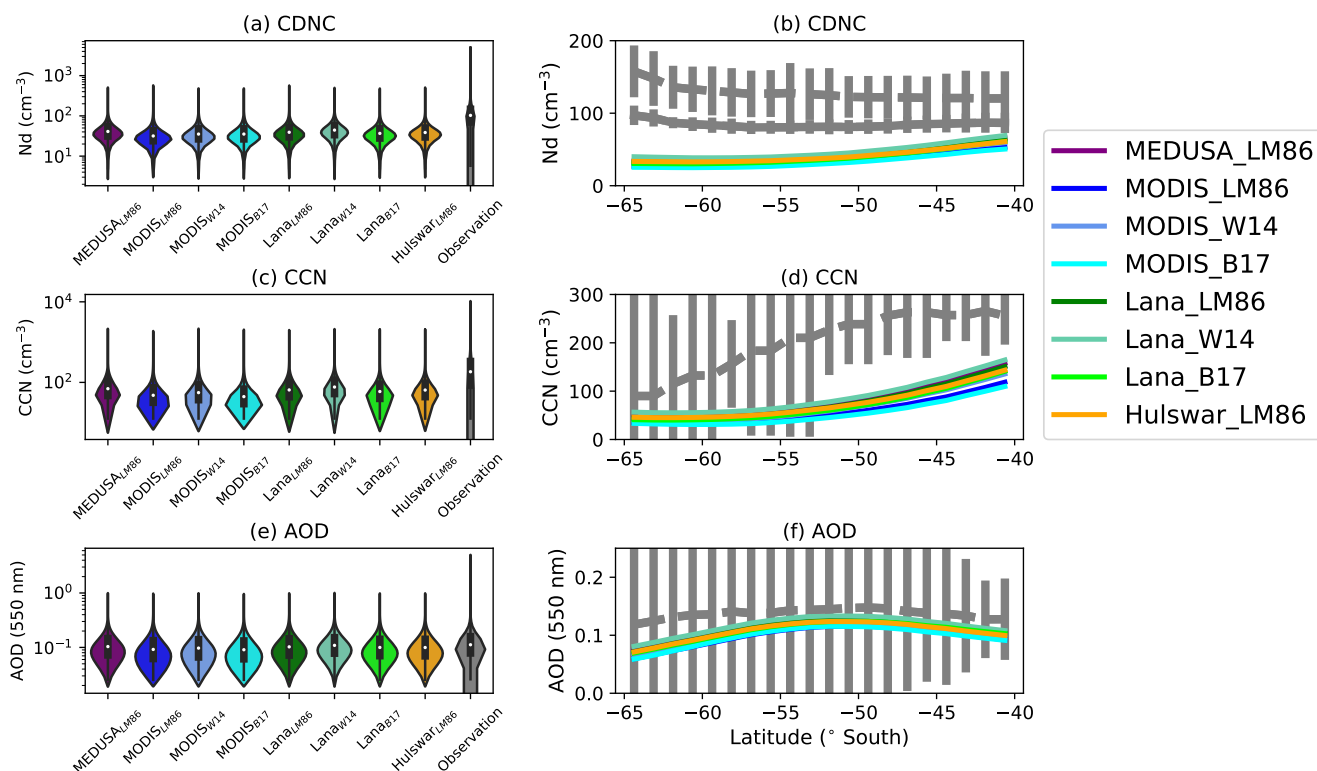 (a) CDNC
Nd (cm⁻³)
10³
10²
10¹
MEDUSA_LM86 MODIS_LM86 MODIS_W14 MODIS_B17 Lana_LM86 Lana_W14 Lana_B17 Hulswar_LM86 Observation
(b) CDNC
Nd (cm⁻³)
200
100
0
−65 −60 −55 −50 −45 −40
(c) CCN
CCN (cm⁻³)
10⁴
10²
MEDUSA_LM86 MODIS_LM86 MODIS_W14 MODIS_B17 Lana_LM86 Lana_W14 Lana_B17 Hulswar_LM86 Observation
(d) CCN
CCN (cm⁻³)
300
200
100
0
−65 −60 −55 −50 −45 −40
(e) AOD
AOD (550 nm)
10⁰
10⁻¹
MEDUSA_LM86 MODIS_LM86 MODIS_W14 MODIS_B17 Lana_LM86 Lana_W14 Lana_B17 Hulswar_LM86 Observation
(f) AOD
AOD (550 nm)
0.2
0.1
0.0
−65 −60 −55 −50 −45 −40
Latitude (° South)
MEDUSA_LM86
MODIS_LM86
MODIS_W14
MODIS_B17
Lana_LM86
Lana_W14
Lana_B17
Hulswar_LM86